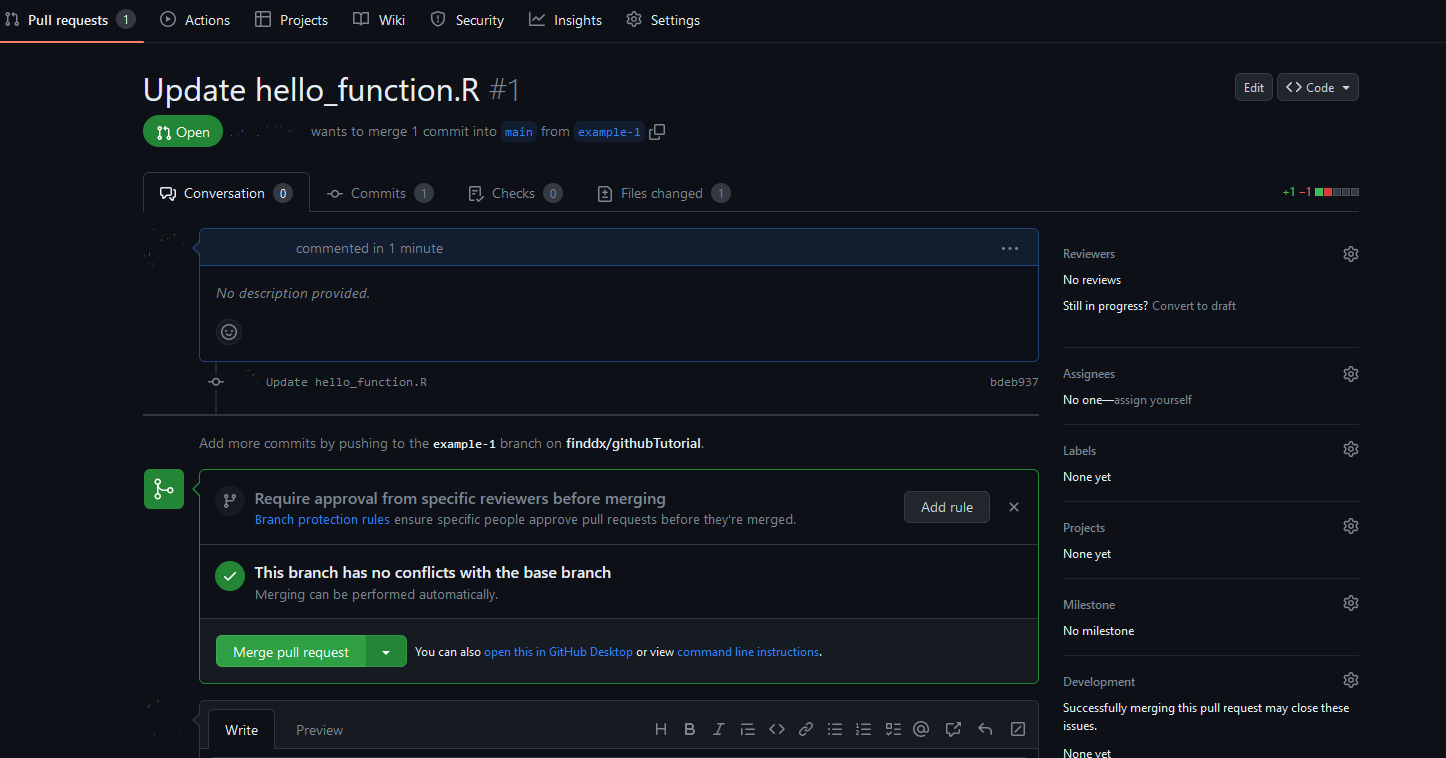 Pull requests 1 Actions Projects Wiki Security Insights Settings
Update hello_function.R #1
Edit Code
Open wants to merge 1 commit into main from example-1
Conversation 0 Commits 1 Checks 0 Files changed 1 +1 −1
commented in 1 minute
No description provided.
Update hello_function.R bdeb937
Add more commits by pushing to the example-1 branch on finddx/githubTutorial.
Require approval from specific reviewers before merging
Branch protection rules ensure specific people approve pull requests before they're merged.
Add rule
This branch has no conflicts with the base branch
Merging can be performed automatically.
Merge pull request You can also open this in GitHub Desktop or view command line instructions.
Write Preview
Reviewers
No reviews
Still in progress? Convert to draft
Assignees
No one—assign yourself
Labels
None yet
Projects
None yet
Milestone
No milestone
Development
Successfully merging this pull request may close these
issues.
None yet